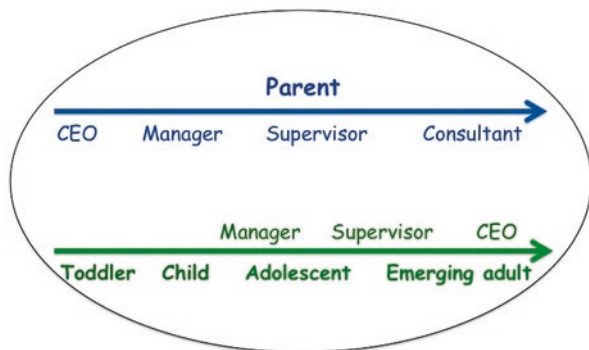 Parent
CEO Manager Supervisor Consultant
Manager Supervisor CEO
Toddler Child Adolescent Emerging adult